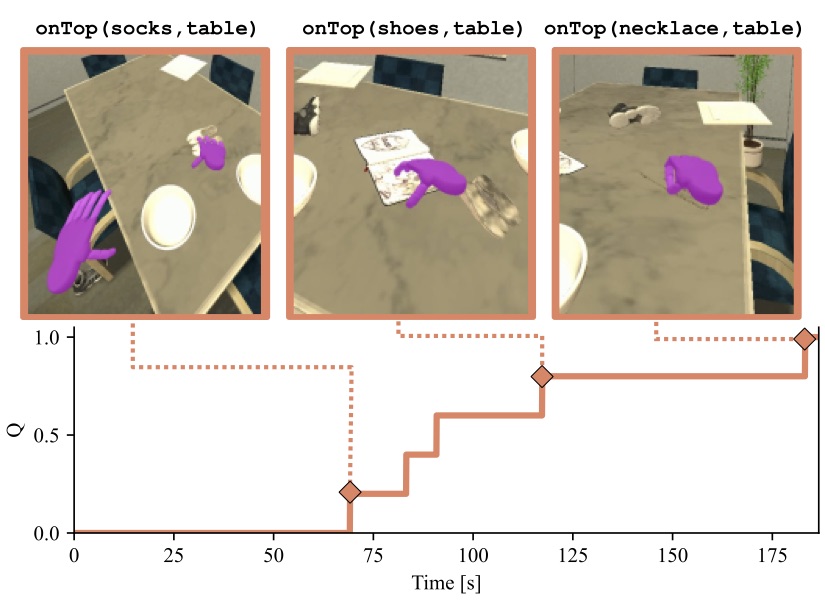 onTop(socks,table) onTop(shoes,table) onTop(necklace,table)
1.0
0.5
0.0
Q
0 25 50 75 100 125 150 175
Time [s]